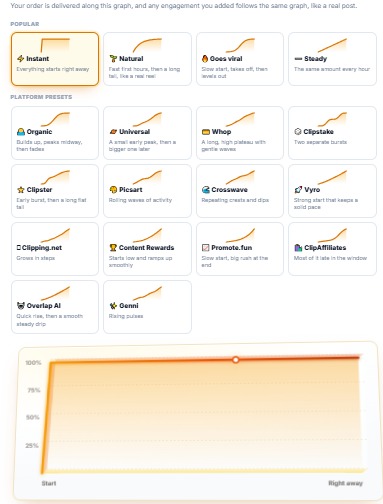 Your order is delivered along this graph, and any engagement you added follows the same graph, like a real post.
POPULAR
Instant
Everything starts right away
Natural
Fast first hours, then a long
tail, like a real reel
Goes viral
Slow start, takes off, then
levels out
Steady
The same amount every hour
PLATFORM PRESETS
Organic
Builds up, peaks midway,
then fades
Universal
A small early peak, then a
bigger one later
Whop
A long, high plateau with
gentle waves
Clipstake
Two separate bursts
Clipster
Early burst, then a long flat
tail
Picsart
Rolling waves of activity
Crosswave
Repeating crests and dips
Vyro
Strong start that keeps a
solid pace
Clipping.net
Grows in steps
Content Rewards
Starts low and ramps up
smoothly
Promote.fun
Slow start, big rush at the
end
ClipAffiliates
Most of it late in the window
Overlap AI
Quick rise, then a smooth
steady drip
Genni
Rising pulses
100%
75%
50%
25%
Start
Right away